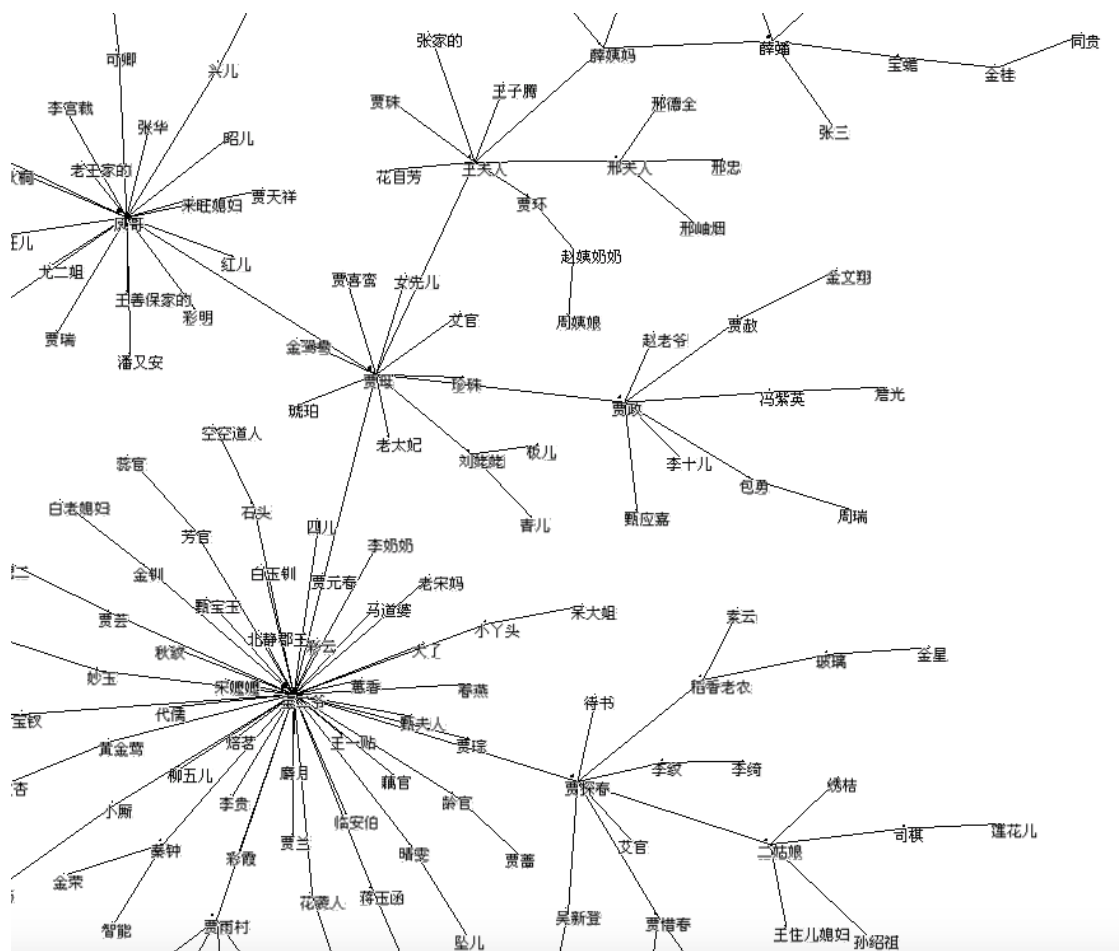 张家的
薛姨妈
薛蟠
同贵
可卿
兴儿
宝蟾
金桂
王子腾
李宫裁
张华
贾珠
邢德全
张三
昭儿
老王家的
花自芳
王夫人
邢夫人
邢忠
秋桐
来旺媳妇
贾天祥
贾环
凤哥
邢岫烟
旺儿
赵姨奶奶
尤二姐
红儿
贾喜鸾
女先儿
金文翔
王善保家的
彩明
艾官
周姨娘
贾赦
贾瑞
金鸳鸯
赵老爷
潘又安
贾母
珍珠
琥珀
贾政
冯紫英
詹光
空空道人
老太妃
刘姥姥
板儿
蕊官
李十儿
包勇
白老媳妇
石头
四儿
青儿
甄应嘉
周瑞
芳官
李奶奶
金钏
白玉钏
贾元春
老宋妈
甄宝玉
马道婆
贾芸
呆大姐
素云
北静郡王
彩云
小丫头
秋纹
大了
玻璃
金星
妙玉
宋嬷嬷
蕙香
春燕
稻香老农
宝钗
代儒
甄夫人
待书
黄金莺
焙茗
王一贴
贾琮
柳五儿
麝月
藕官
贾探春
李纹
李绮
绣桔
小厮
李贵
临安伯
龄官
秦钟
彩霞
贾兰
晴雯
贾蔷
艾官
二姑娘
司棋
莲花儿
金荣
花袭人
蒋玉函
智能
贾雨村
坠儿
吴新登
贾惜春
王住儿媳妇
孙绍祖